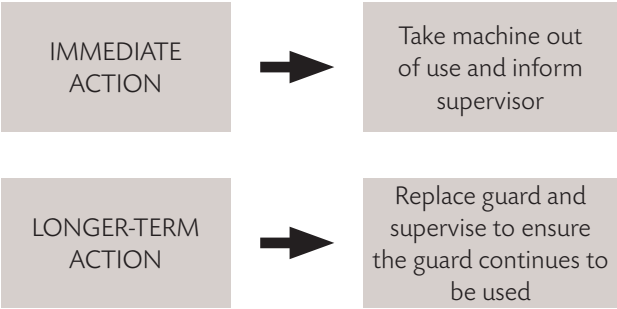 IMMEDIATE
ACTION
Take machine out
of use and inform
supervisor
LONGER-TERM
ACTION
Replace guard and
supervise to ensure
the guard continues to
be used